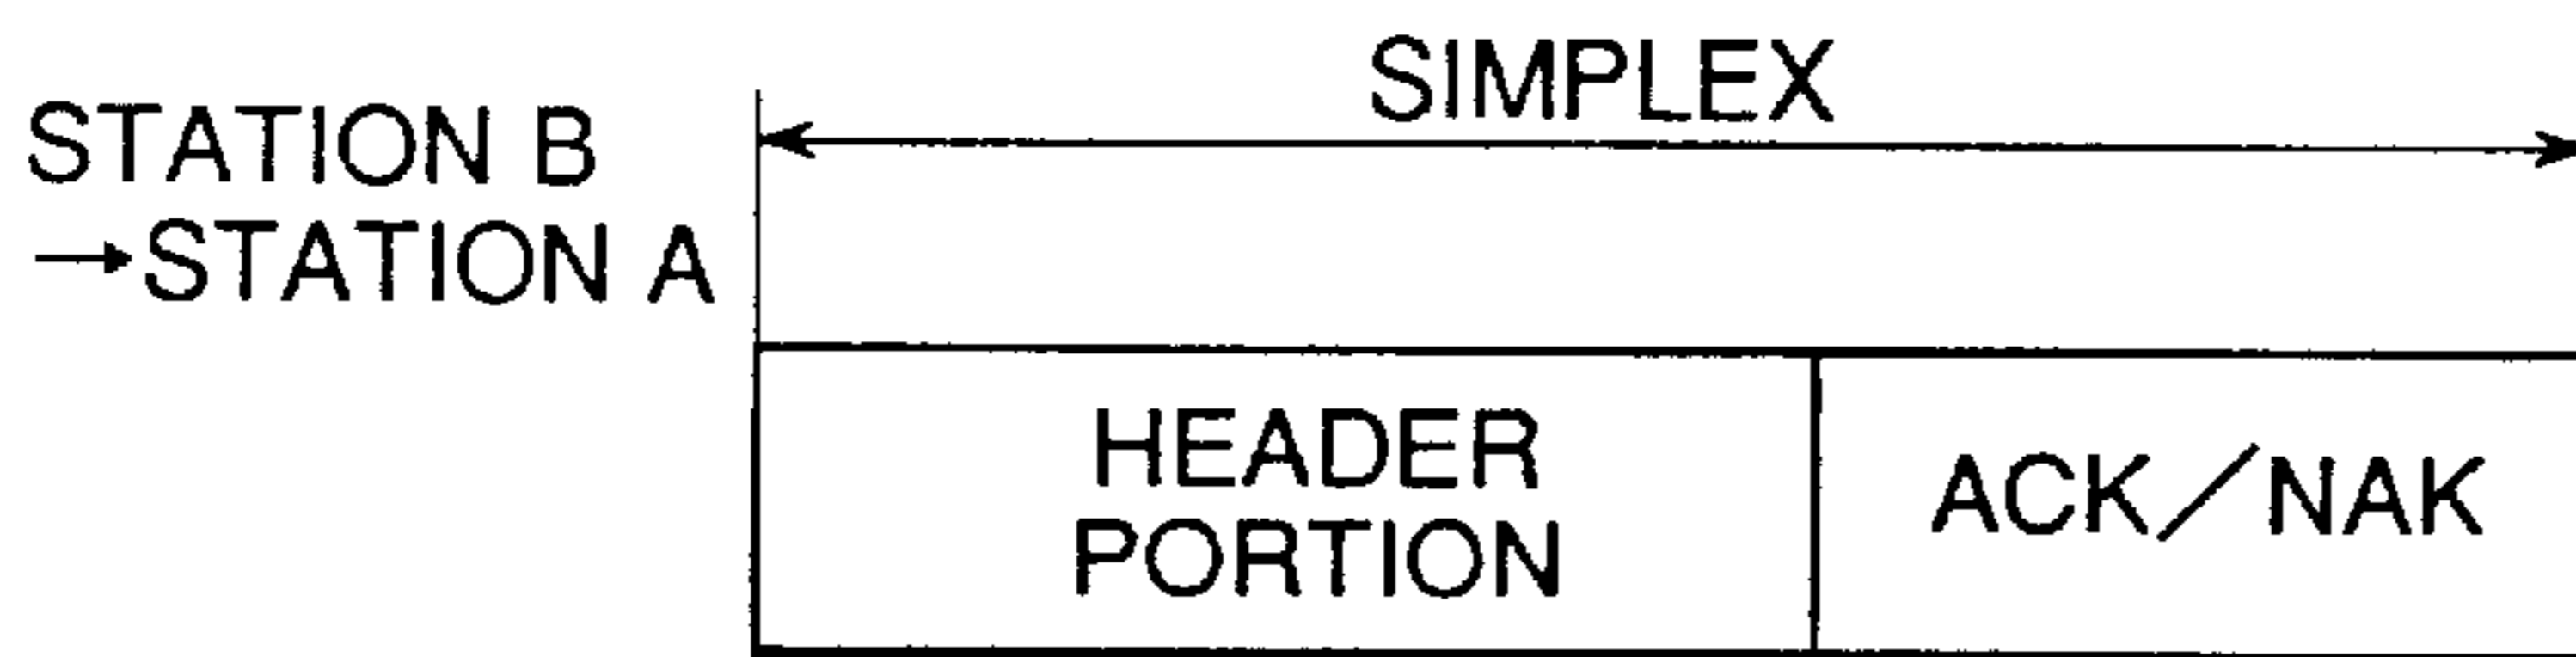 SIMPLEX
STATION B
→STATION A
HEADER
PORTION
ACK/NAK